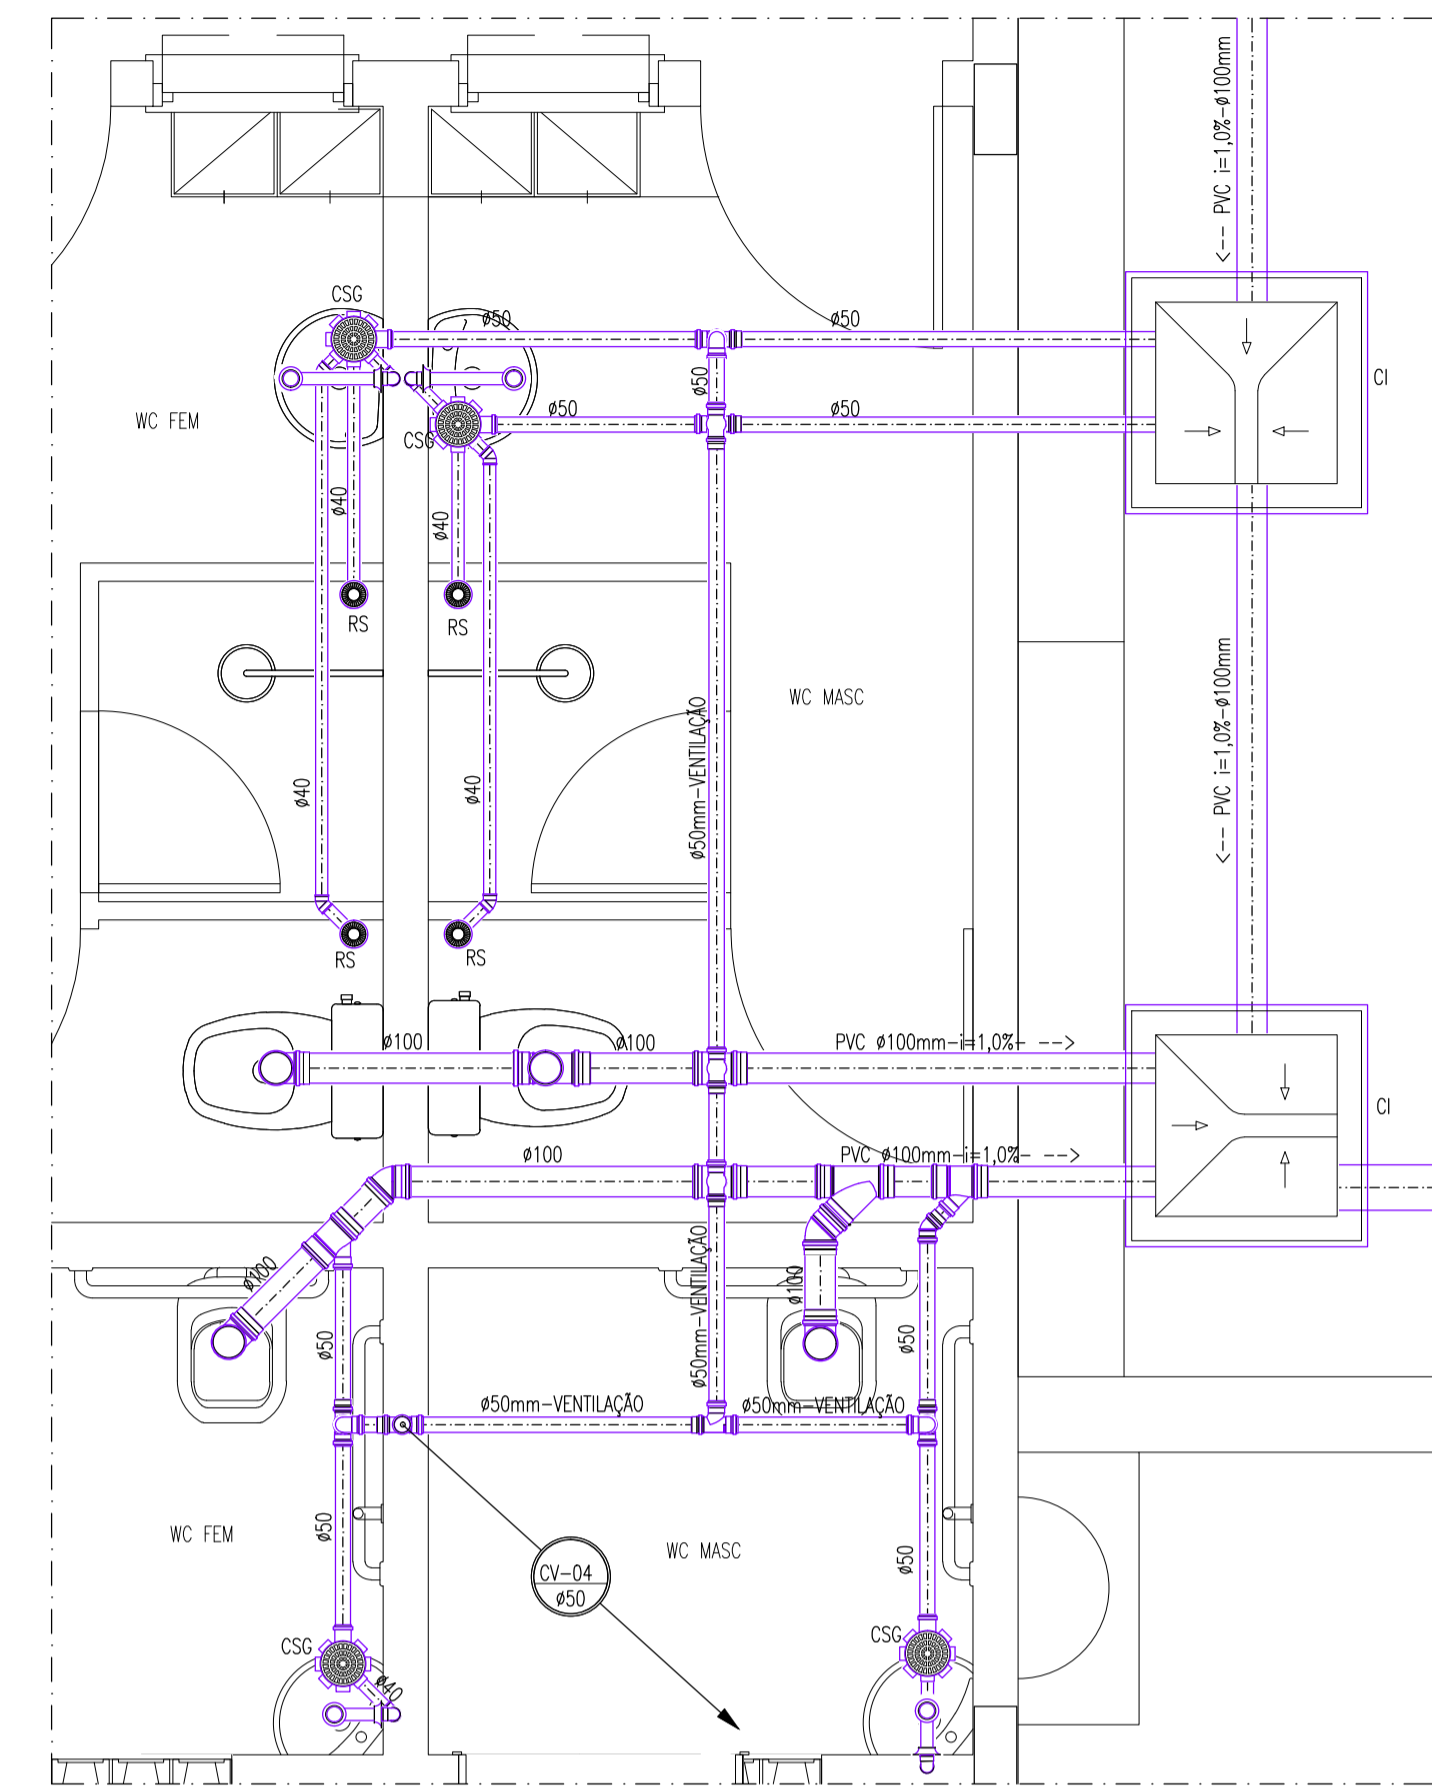 <-- PVC i=1,0%-ø100mm
CSG
ø50
ø50
CI
ø50
WC FEM
ø50
ø50
CSG
ø40
ø40
RS
RS
WC MASC
<-- PVC i=1,0%-ø100mm
ø50mm-VENTILAÇÃO
ø40
ø40
RS
RS
ø100
ø100
PVC ø100mm-i=1,0%- -->
CI
ø100
PVC ø100mm-i=1,0%- -->
ø100
ø50mm-VENTILAÇÃO
ø100
ø50
ø50
ø50mm-VENTILAÇÃO
ø50mm-VENTILAÇÃO
ø50
WC FEM
WC MASC
ø50
CV-04
ø50
CSG
CSG
ø40